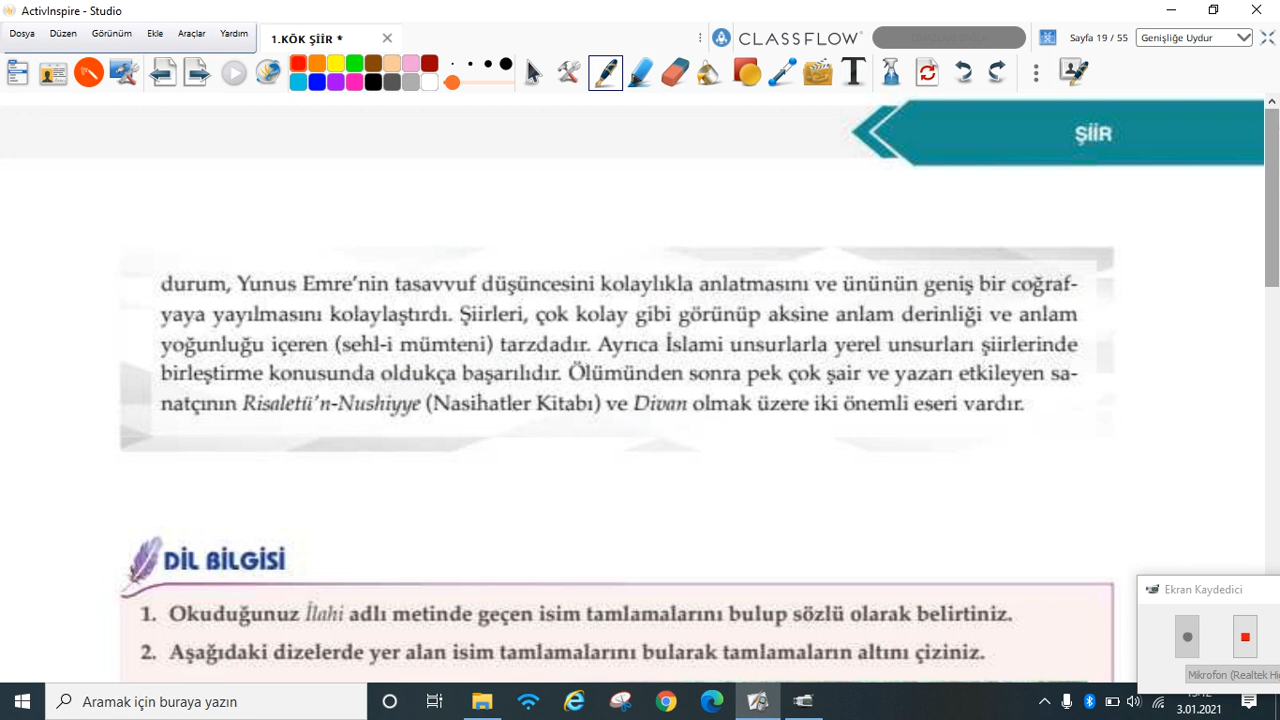 ActivInspire - Studio
Dosya Düzen Görünüm Ekle Araçlar Yardım
1.KÖK ŞİİR *
CLASSFLOW
Sayfa 19 / 55
Genişliğe Uydur
ŞİİR
durum, Yunus Emre'nin tasavvuf düşüncesini kolaylıkla anlatmasını ve ününün geniş bir coğraf-
yaya yayılmasını kolaylaştırdı. Şiirleri, çok kolay gibi görünüp aksine anlam derinliği ve anlam
yoğunluğu içeren (sehl-i mümteni) tarzdadır. Ayrıca İslami unsurlarla yerel unsurları şiirlerinde
birleştirme konusunda oldukça başarılıdır. Ölümünden sonra pek çok şair ve yazarı etkileyen sa-
natçının Risaletü'n-Nushiyye (Nasihatler Kitabı) ve Divan olmak üzere iki önemli eseri vardır.
DİL BİLGİSİ
1. Okuduğunuz İlahi adlı metinde geçen isim tamlamalarını bulup sözlü olarak belirtiniz.
2. Aşağıdaki dizelerde yer alan isim tamlamalarını bularak tamlamaların altını çiziniz.
Ekran Kaydedici
Mikrofon (Realtek Hi
Aramak için buraya yazın
3.01.2021